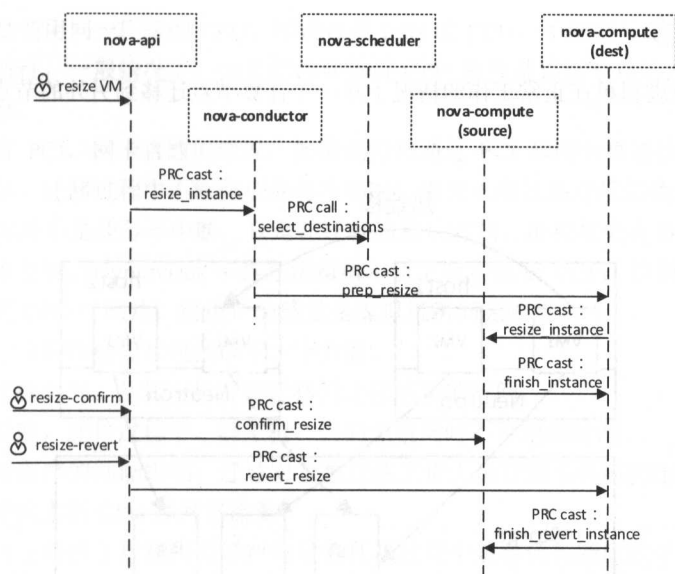 nova-api
nova-scheduler
nova-compute
(dest)
resize VM
nova-conductor
nova-compute
(source)
PRC cast：
resize_instance
PRC call：
select_destinations
PRC cast：
prep_resize
PRC cast：
resize_instance
PRC cast：
finish_instance
resize-confirm
PRC cast：
confirm_resize
resize-revert
PRC cast：
revert_resize
PRC cast：
finish_revert_instance